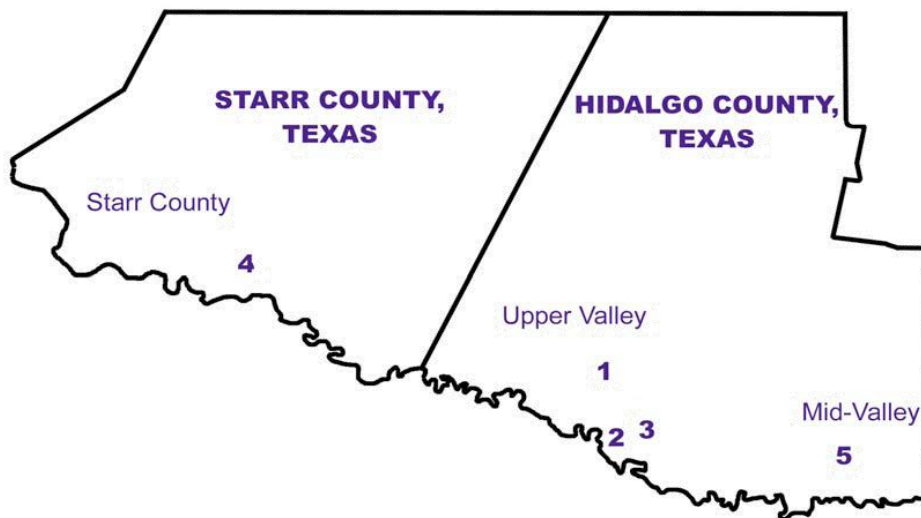 STARR COUNTY,
TEXAS
HIDALGO COUNTY,
TEXAS
Starr County
4
Upper Valley
1
2
3
Mid-Valley
5